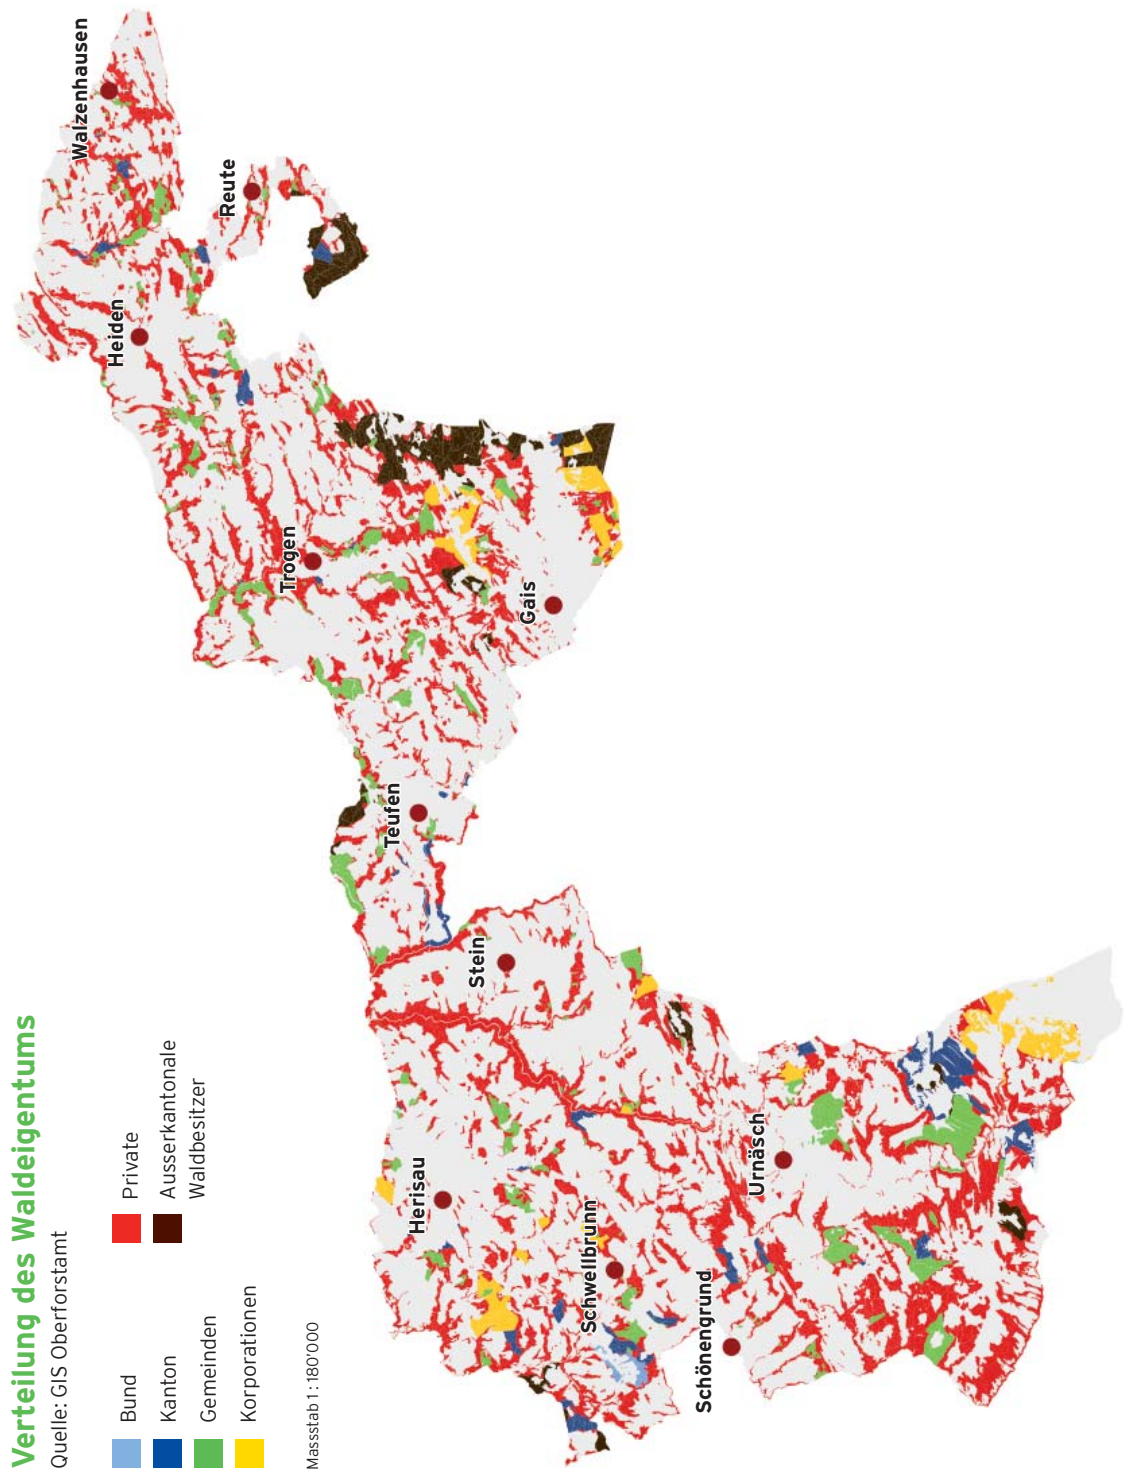 Verteilung des Waldeigentums
Quelle: GIS Oberforstamt
Bund
Kanton
Gemeinden
Korporationen
Private
Ausserkantonale
Waldbesitzer
Massstab 1 : 180'000
Walzenhausen
Reute
Heiden
Trogen
Gais
Teufen
Stein
Herisau
Urnäsch
Schwellbrunn
Schönengrund